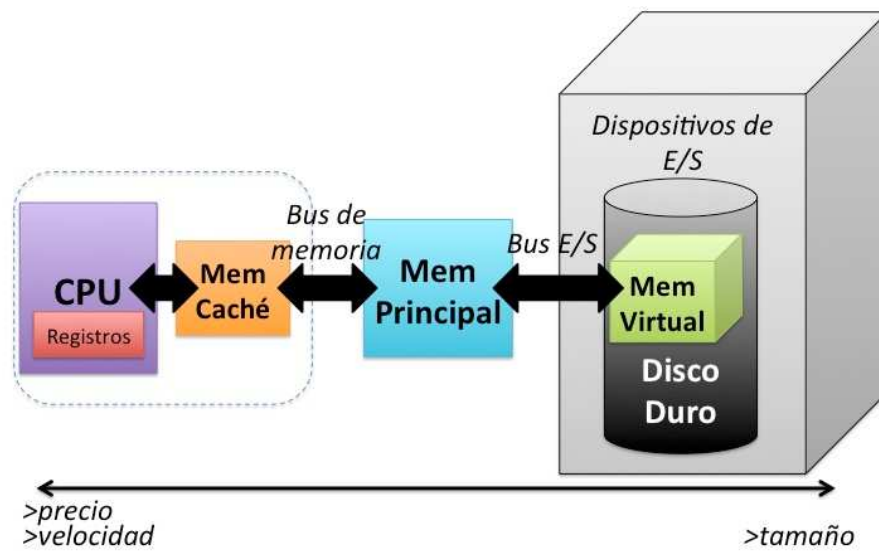 Dispositivos de
E/S
Bus de
memoria
Bus E/S
CPU
Registros
Mem
Caché
Mem
Principal
Mem
Virtual
Disco
Duro
>precio
>velocidad
>tamaño